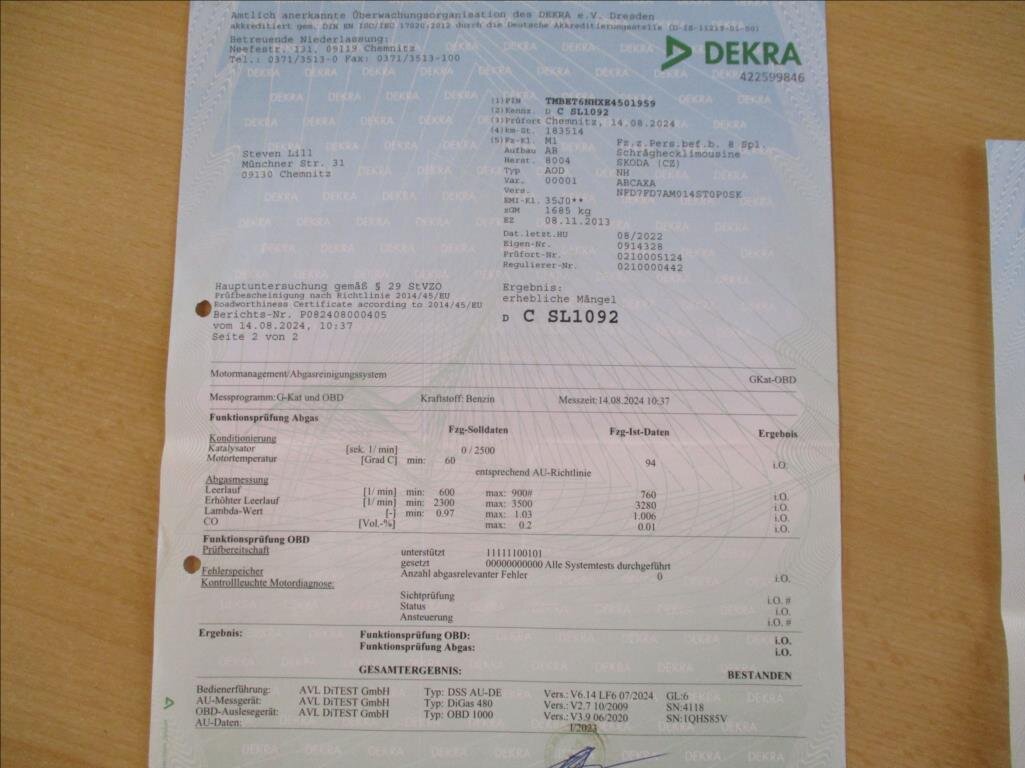 Amtlich anerkannte Überwachungsorganisation des DEKRA e.V. Dresden
akkreditiert gem. DIN EN ISO/IEC 17020:2012 durch die Deutsche Akkreditierungsstelle (D-IS-11219-01-00)
Betreuende Niederlassung:
Neefestr. 131, 09119 Chemnitz
Tel.: 0371/3513-0 Fax: 0371/3513-100
DEKRA
422599846
(1) FIN TMBET6NHXE4501959
(2) Kennz. D C SL1092
(3) Prüfort Chemnitz, 14.08.2024
(4) km-St. 183514
(5) Fz-Kl. M1 Fz.z.Pers.bef.b. 8 Spl.
Aufbau AB Schräghecklimousine
Herst. 8004 SKODA (CZ)
Typ AOD NH
Var. 00001 ABCAXA
Vers. NFD7FD7AM014ST0P0SK
EMI-Kl. 35J0**
zGM 1685 kg
EZ 08.11.2013
Dat.letzt.HU 08/2022
Eigen-Nr. 0914328
Prüfort-Nr. 0210005124
Regulierer-Nr. 0210000442
Steven Lill
Münchner Str. 31
09130 Chemnitz
Hauptuntersuchung gemäß § 29 StVZO
Prüfbescheinigung nach Richtlinie 2014/45/EU
Roadworthiness Certificate according to 2014/45/EU
Berichts-Nr. P082408000405
vom 14.08.2024, 10:37
Seite 2 von 2
Ergebnis:
erhebliche Mängel
D C SL1092
Motormanagement/Abgasreinigungssystem GKat-OBD
Messprogramm: G-Kat und OBD Kraftstoff: Benzin Messzeit: 14.08.2024 10:37
Funktionsprüfung Abgas
Fzg-Solldaten Fzg-Ist-Daten Ergebnis
Konditionierung
Katalysator [sek. 1/ min] 0 / 2500
Motortemperatur [Grad C] min: 60 94 i.O.
entsprechend AU-Richtlinie
Abgasmessung
Leerlauf [1/ min] min: 600 max: 900# 760 i.O.
Erhöhter Leerlauf [1/ min] min: 2300 max: 3500 3280 i.O.
Lambda-Wert [-] min: 0.97 max: 1.03 1.006 i.O.
CO [Vol.-%] max: 0.2 0.01 i.O.
Funktionsprüfung OBD
Prüfbereitschaft unterstützt 11111100101
gesetzt 00000000000 Alle Systemtests durchgeführt
Fehlerspeicher Anzahl abgasrelevanter Fehler 0 i.O.
Kontrolleuchte Motordiagnose:
Sichtprüfung i.O. #
Status i.O.
Ansteuerung i.O. #
Ergebnis: Funktionsprüfung OBD: i.O.
Funktionsprüfung Abgas: i.O.
GESAMTERGEBNIS: BESTANDEN
Bedienerführung: AVL DiTEST GmbH Typ: DSS AU-DE Vers.: V6.14 LF6 07/2024 GL:6
AU-Messgerät: AVL DiTEST GmbH Typ: DiGas 480 Vers.: V2.7 10/2009 SN:4118
OBD-Auslesegerät: AVL DiTEST GmbH Typ: OBD 1000 Vers.: V3.9 06/2020 SN:1QHS85V
AU-Daten: 1/2023